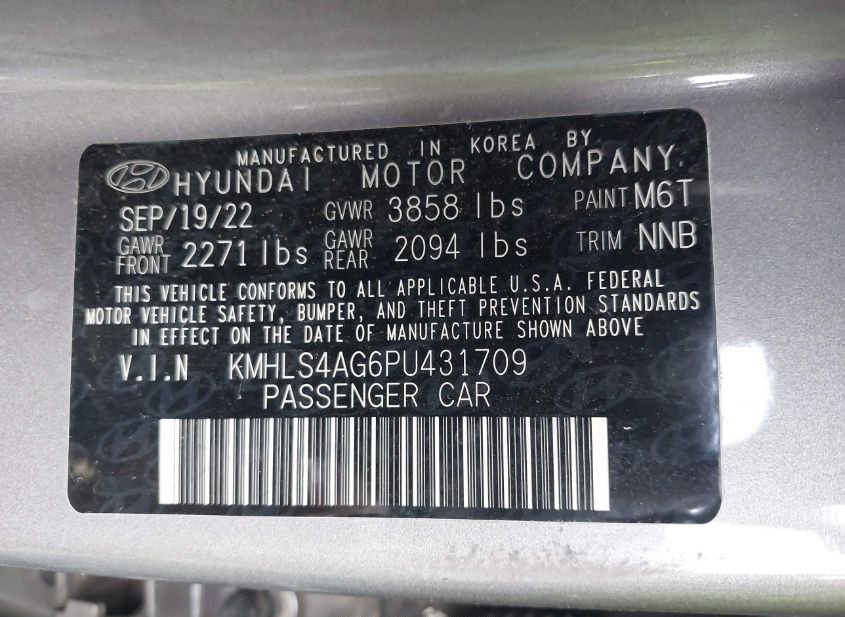 MANUFACTURED IN KOREA BY
HYUNDAI MOTOR COMPANY.
SEP/19/22 GVWR 3858 lbs PAINT M6T
GAWR FRONT 2271 lbs GAWR REAR 2094 lbs TRIM NNB
THIS VEHICLE CONFORMS TO ALL APPLICABLE U.S.A. FEDERAL
MOTOR VEHICLE SAFETY, BUMPER, AND THEFT PREVENTION STANDARDS
IN EFFECT ON THE DATE OF MANUFACTURE SHOWN ABOVE
V.I.N KMHLS4AG6PU431709
PASSENGER CAR